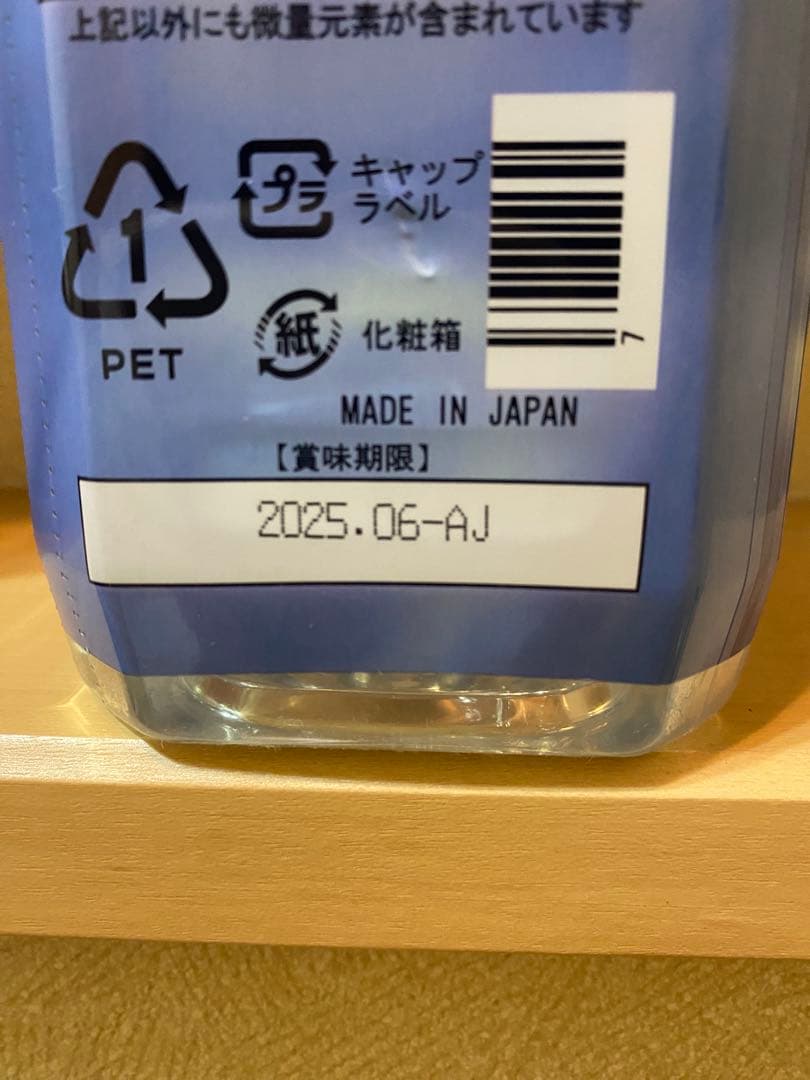 上記以外にも微量元素が含まれています
1
PET
プラ
キャップ
ラベル
紙
化粧箱
7
MADE IN JAPAN
【賞味期限】
2025.06-AJ